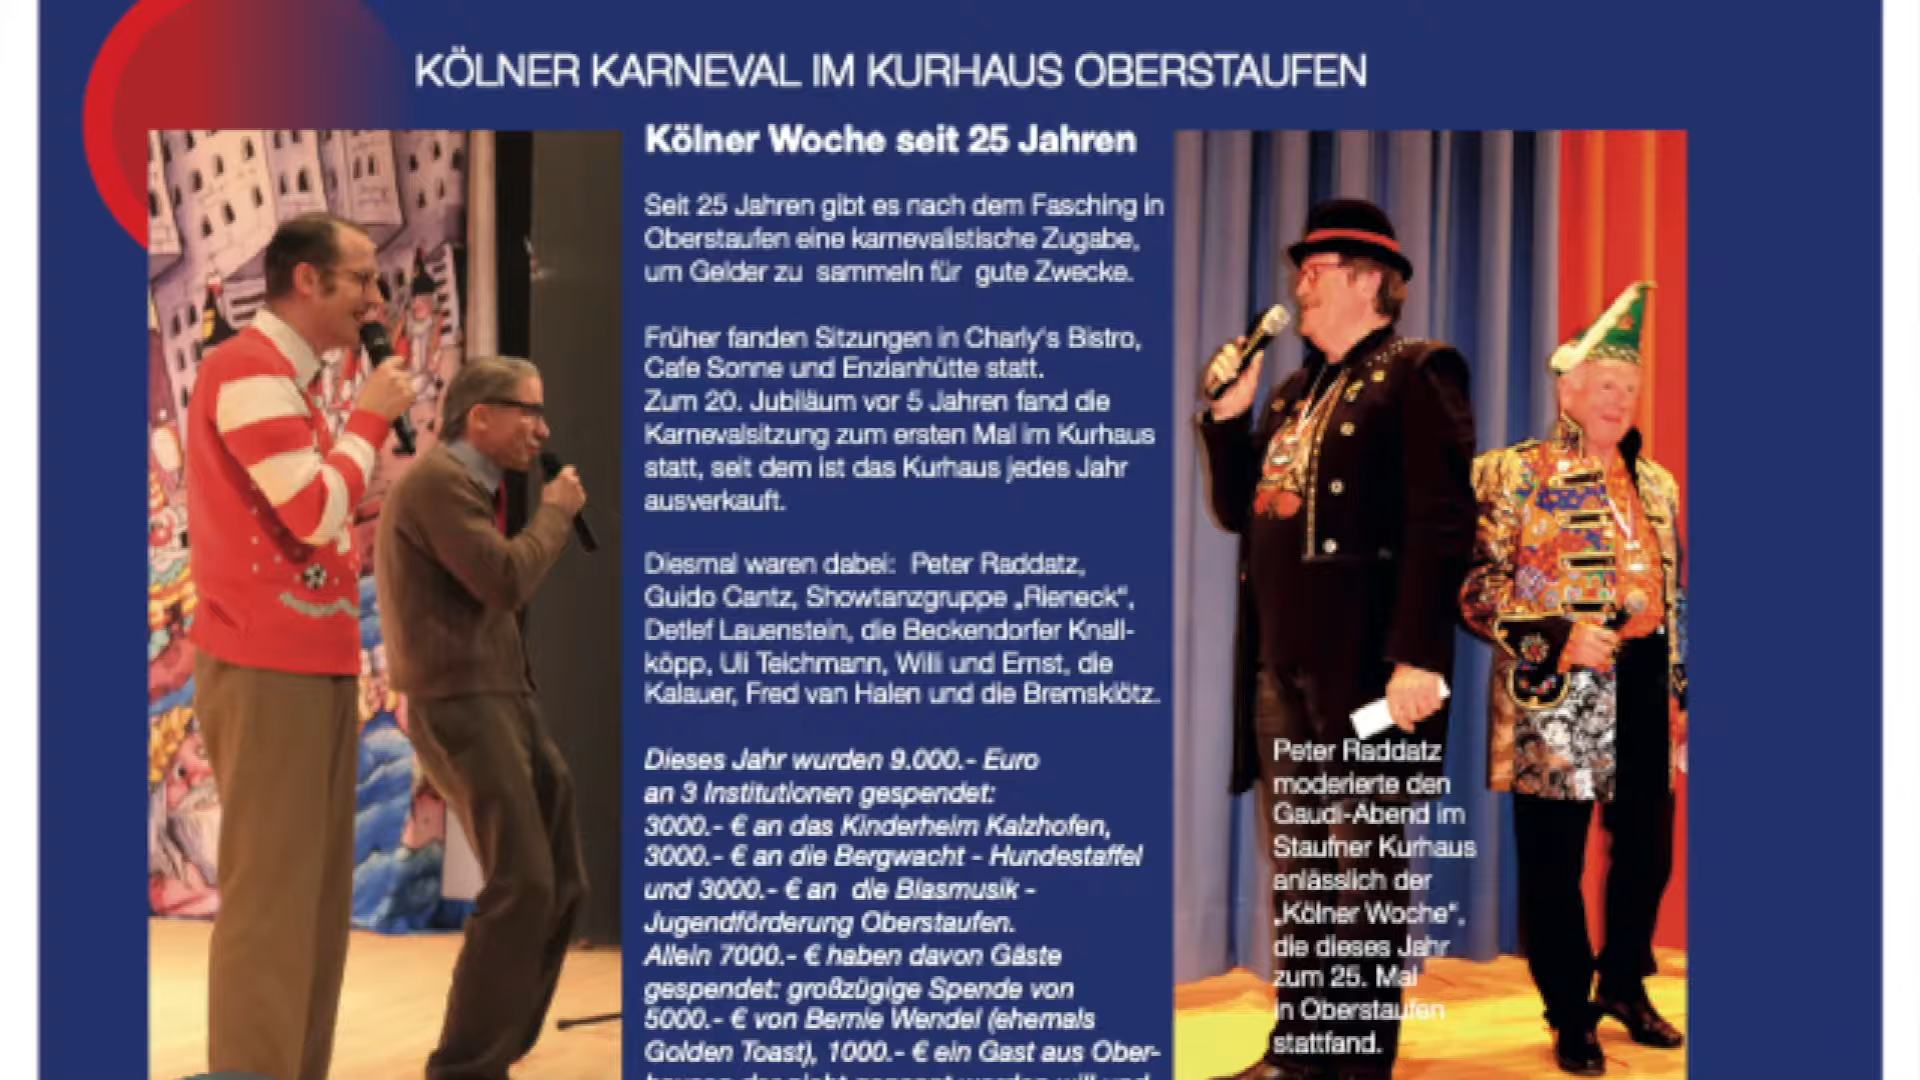 KÖLNER KARNEVAL IM KURHAUS OBERSTAUFEN
Kölner Woche seit 25 Jahren
Seit 25 Jahren gibt es nach dem Fasching in
Oberstaufen eine karnevalistische Zugabe,
um Gelder zu sammeln für gute Zwecke.
Früher fanden Sitzungen in Charly's Bistro,
Cafe Sonne und Enzianhütte statt.
Zum 20. Jubiläum vor 5 Jahren fand die
Karnevalsitzung zum ersten Mal im Kurhaus
statt, seit dem ist das Kurhaus jedes Jahr
ausverkauft.
Diesmal waren dabei: Peter Raddatz,
Guido Cantz, Showtanzgruppe „Rieneck",
Detlef Lauenstein, die Beckendorfer Knall-
köpp, Uli Teichmann, Willi und Ernst, die
Kalauer, Fred van Halen und die Bremsklötz.
Dieses Jahr wurden 9.000.- Euro
an 3 Institutionen gespendet:
3000.- € an das Kinderheim Kalzhofen,
3000.- € an die Bergwacht - Hundestaffel
und 3000.- € an die Blasmusik -
Jugendförderung Oberstaufen.
Allein 7000.- € haben davon Gäste
gespendet: großzügige Spende von
5000.- € von Bernie Wendel (ehemals
Golden Toast), 1000.- € ein Gast aus Ober-
Peter Raddatz
moderierte den
Gaudi-Abend im
Staufner Kurhaus
anlässlich der
„Kölner Woche",
die dieses Jahr
zum 25. Mal
in Oberstaufen
stattfand.